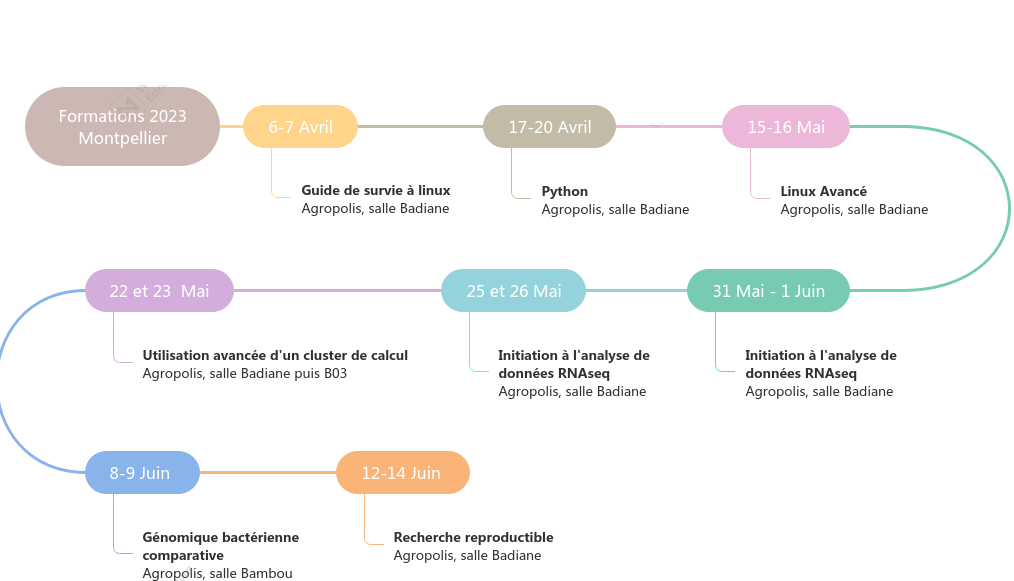 Formations 2023
Montpellier
6-7 Avril
17-20 Avril
15-16 Mai
Guide de survie à linux
Agropolis, salle Badiane
Python
Agropolis, salle Badiane
Linux Avancé
Agropolis, salle Badiane
22 et 23  Mai
25 et 26 Mai
31 Mai - 1 Juin
Utilisation avancée d'un cluster de calcul
Agropolis, salle Badiane puis B03
Initiation à l'analyse de
données RNAseq
Agropolis, salle Badiane
Initiation à l'analyse de
données RNAseq
Agropolis, salle Badiane
8-9 Juin
12-14 Juin
Génomique bactérienne
comparative
Agropolis, salle Bambou
Recherche reproductible
Agropolis, salle Badiane